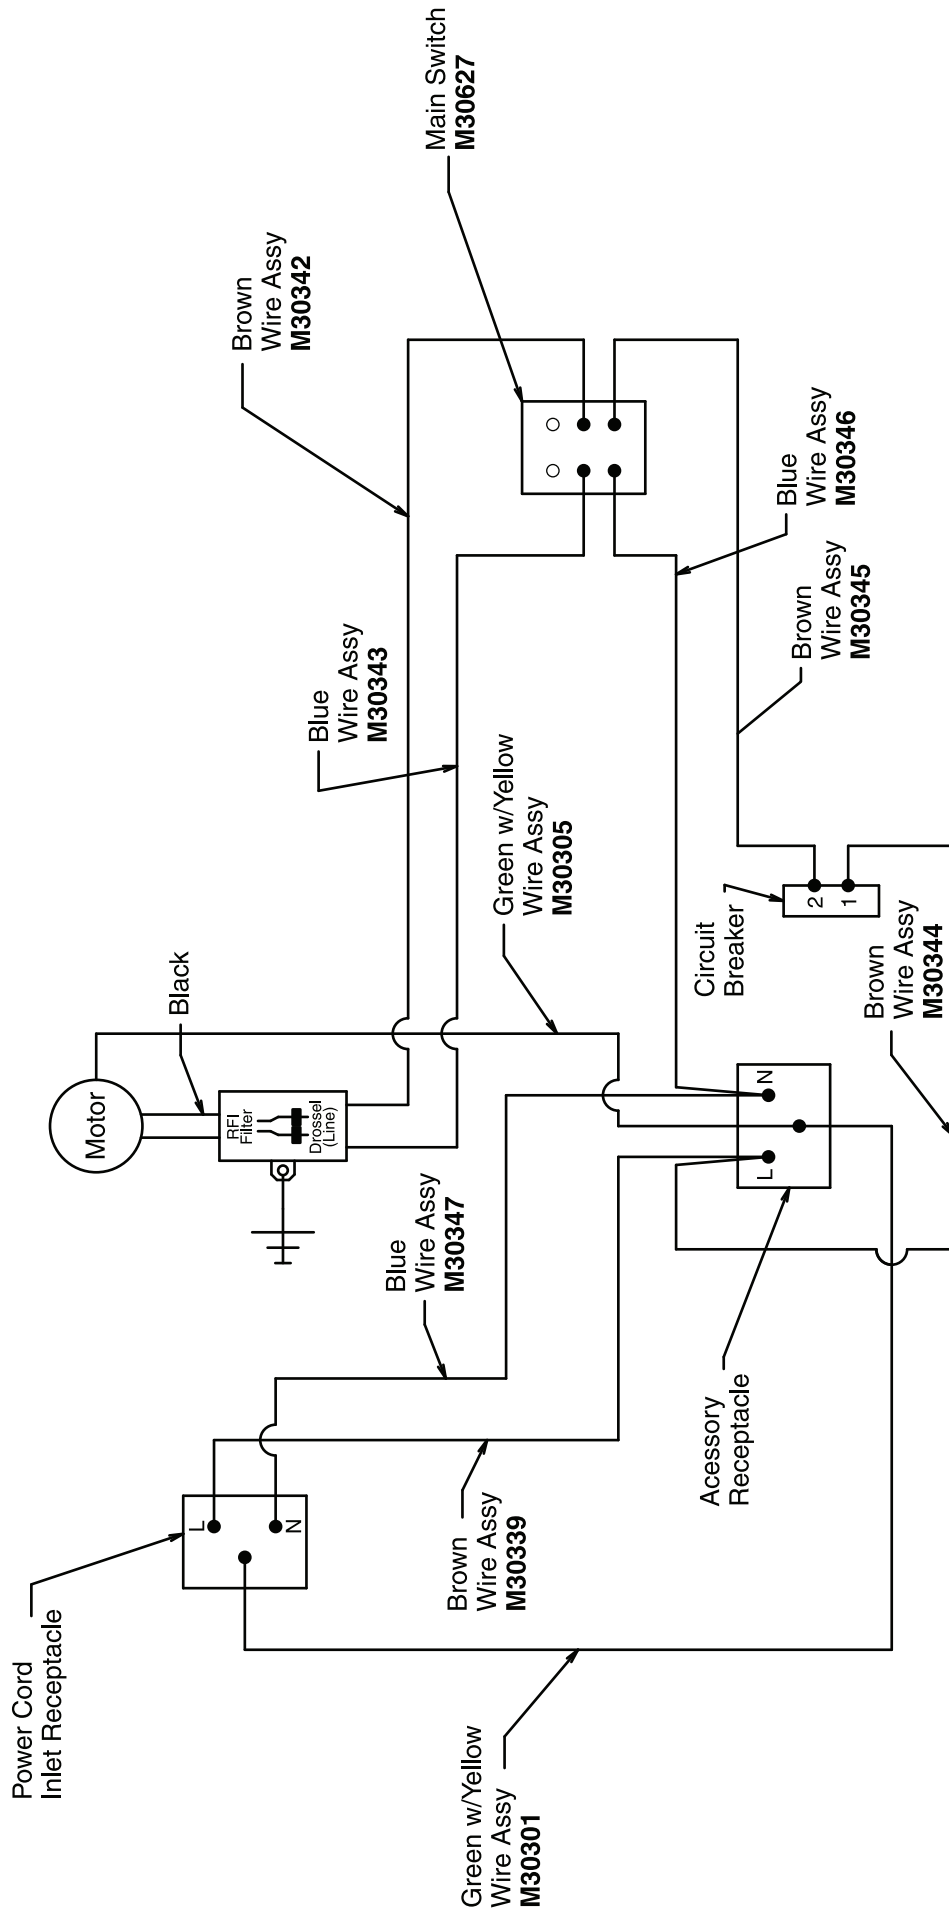 Power Cord
Inlet Receptacle
L
N
Green w/Yellow
Wire Assy
M30301
Brown
Wire Assy
M30339
Blue
Wire Assy
M30347
Motor
Black
RFI
Filter
Drossel
(Line)
Blue
Wire Assy
M30343
Brown
Wire Assy
M30342
Main Switch
M30627
Green w/Yellow
Wire Assy
M30305
Acessory
Receptacle
L
N
Circuit
Breaker
2
1
Brown
Wire Assy
M30344
Brown
Wire Assy
M30345
Blue
Wire Assy
M30346